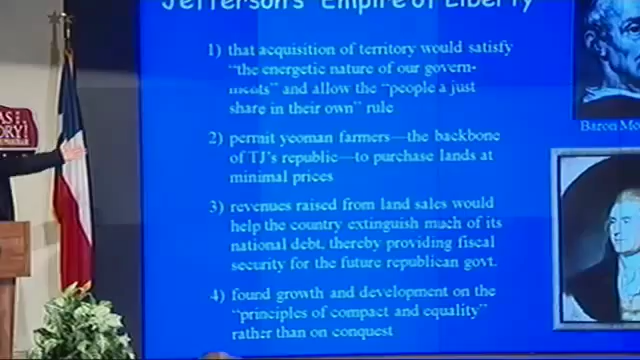 Jefferson's "Empire of Liberty
1) that acquisition of territory would satisfy
"the energetic nature of our govern-
ments" and allow the "people a just
share in their own" rule
2) permit yeoman farmers—the backbone
of TJ's republic—to purchase lands at
minimal prices
3) revenues raised from land sales would
help the country extinguish much of its
national debt, thereby providing fiscal
security for the future republican govt.
4) found growth and development on the
"principles of compact and equality"
rather than on conquest
Baron Mo
AS
ORY!